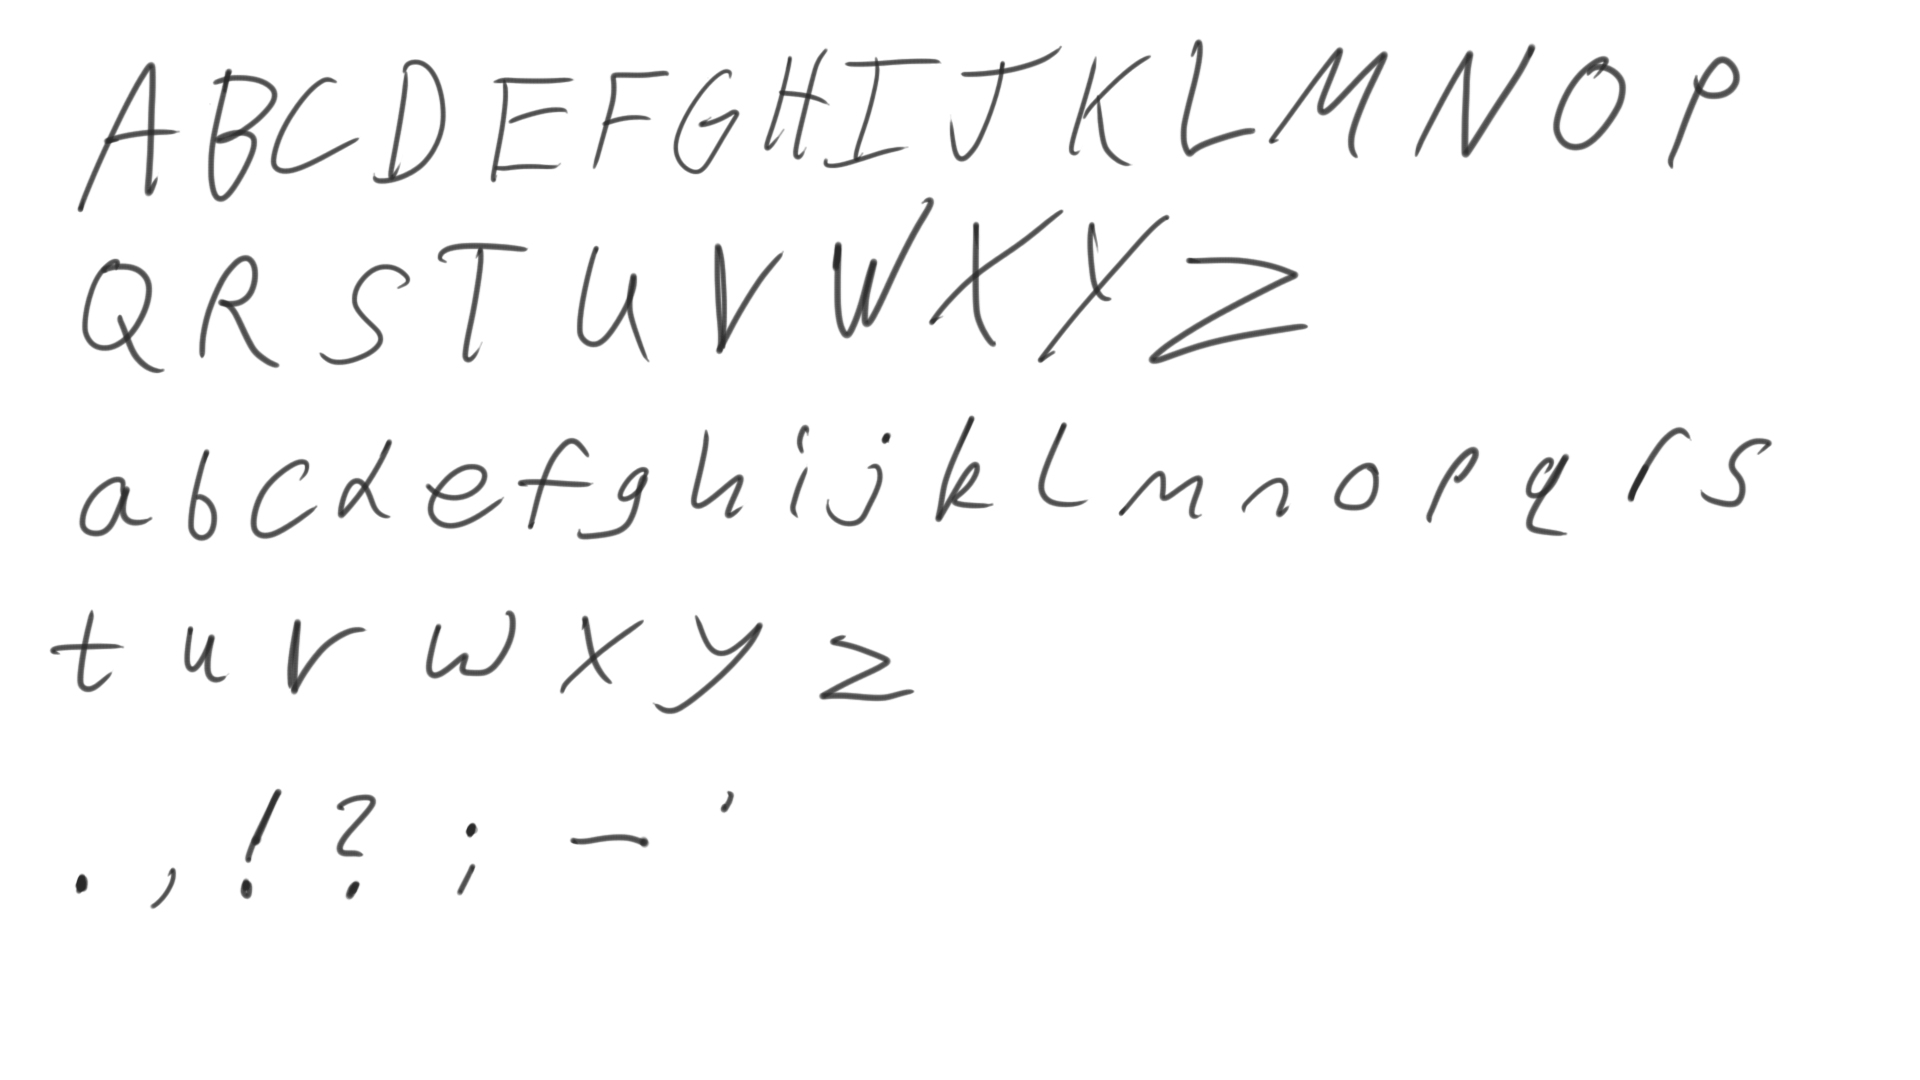 A B C D E F G H I J K L M N O P
Q R S T U V W X Y Z
a b c d e f g h i j k l m n o p q r s
t u v w x y z
. , ! ? ; - '